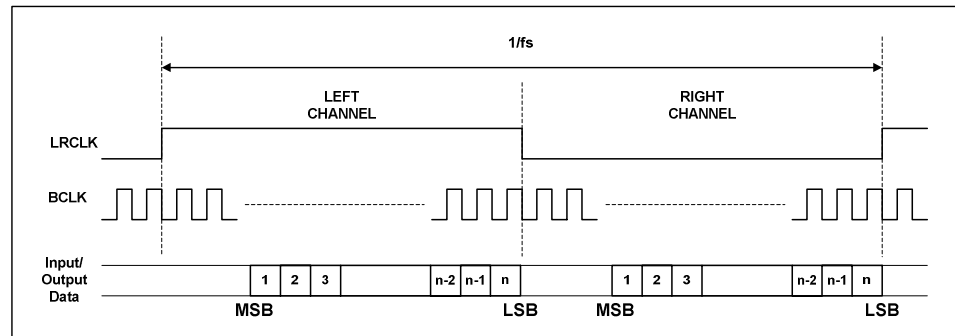 1/fs
LEFT
CHANNEL
RIGHT
CHANNEL
LRCLK
BCLK
Input/
Output
Data
1 2 3 n-2 n-1 n 1 2 3 n-2 n-1 n
MSB LSB MSB LSB